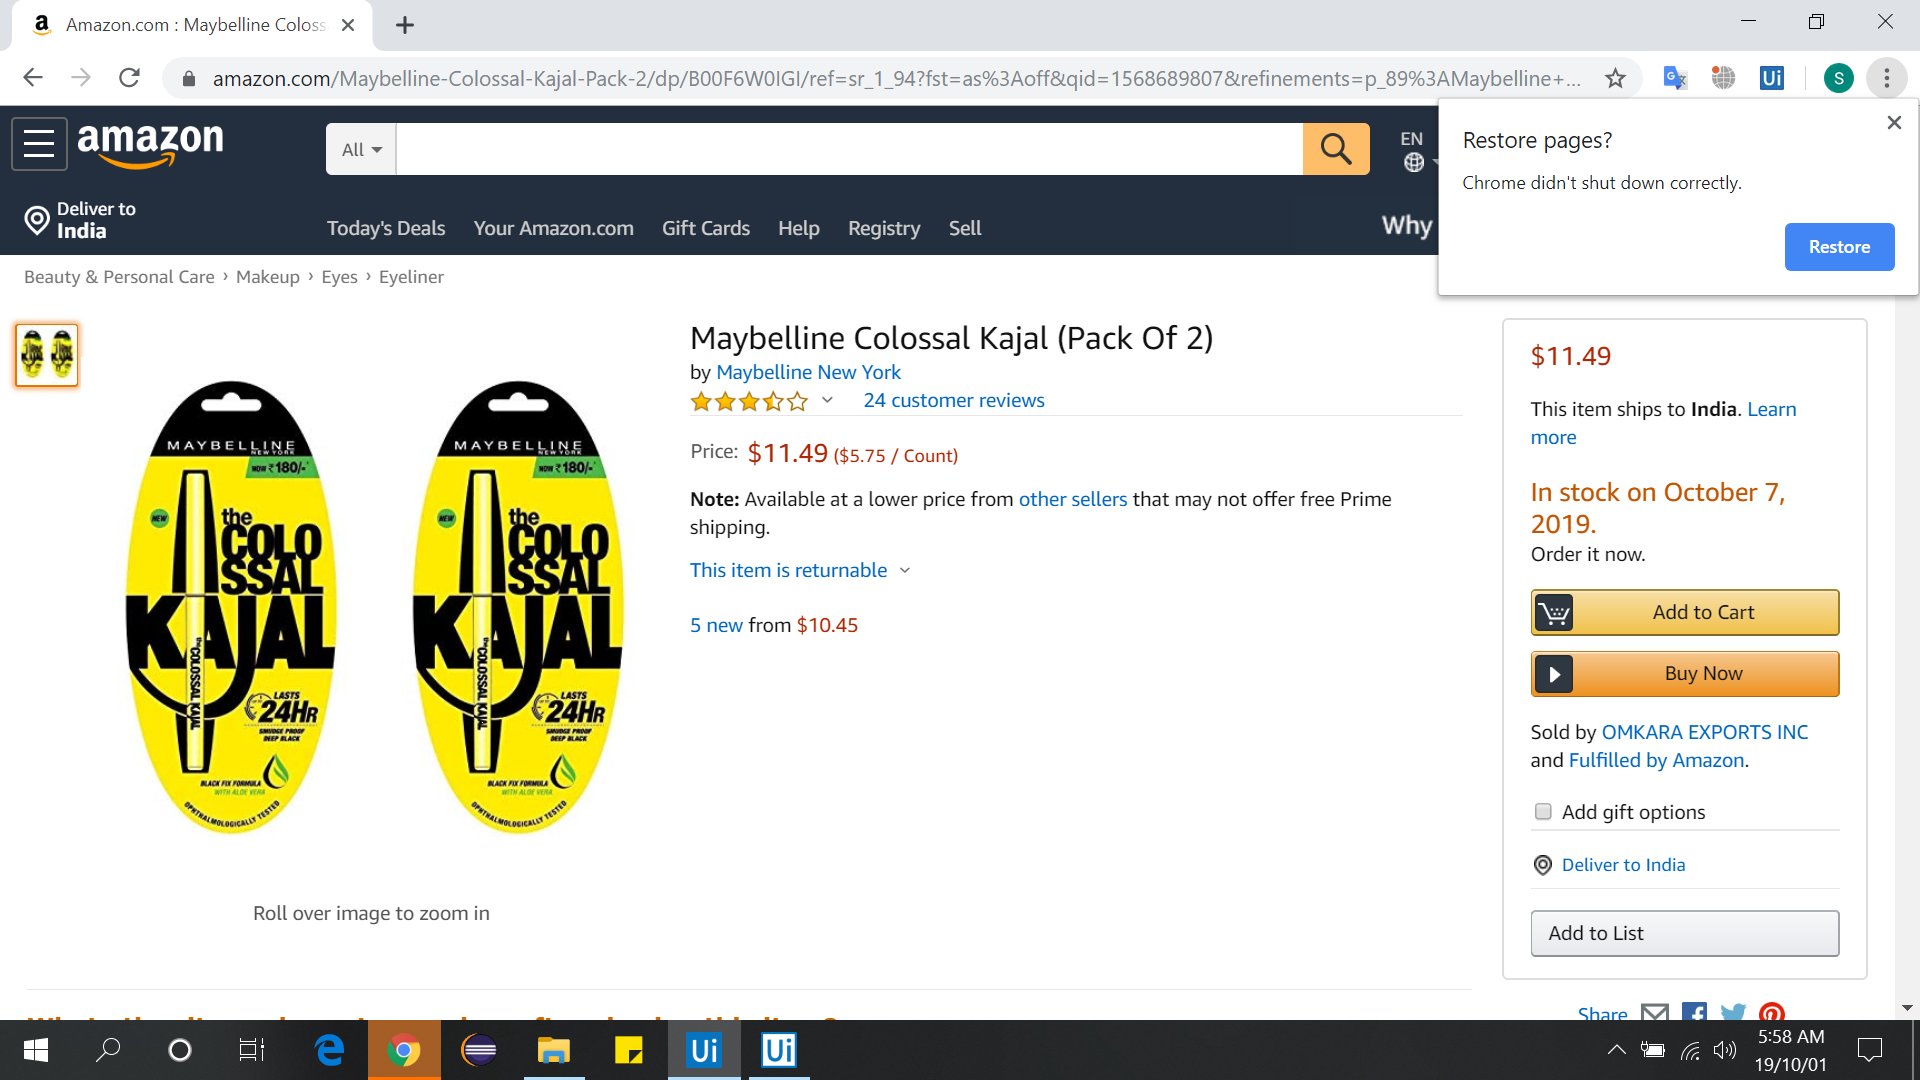 Amazon.com : Maybelline Coloss
amazon.com/Maybelline-Colossal-Kajal-Pack-2/dp/B00F6W0IGI/ref=sr_1_94?fst=as%3Aoff&qid=1568689807&refinements=p_89%3AMaybelline+...
Ui
S
Restore pages?
Chrome didn't shut down correctly.
Restore
amazon
All
EN
Deliver to
India
Today's Deals
Your Amazon.com
Gift Cards
Help
Registry
Sell
Why
Beauty & Personal Care › Makeup › Eyes › Eyeliner
Maybelline Colossal Kajal (Pack Of 2)
by Maybelline New York
24 customer reviews
Price: $11.49 ($5.75 / Count)
Note: Available at a lower price from other sellers that may not offer free Prime
shipping.
This item is returnable
5 new from $10.45
MAYBELLINE
NEW YORK
NOW ₹180/-*
NEW
the
COLO
SSAL
KAJAL
the COLOSSAL KAJAL
LASTS
24HR
SMUDGE PROOF
DEEP BLACK
BLACK FIX FORMULA
WITH ALOE VERA
OPHTHALMOLOGICALLY TESTED
MAYBELLINE
NEW YORK
NOW ₹180/-*
NEW
the
COLO
SSAL
KAJAL
the COLOSSAL KAJAL
LASTS
24HR
SMUDGE PROOF
DEEP BLACK
BLACK FIX FORMULA
WITH ALOE VERA
OPHTHALMOLOGICALLY TESTED
Roll over image to zoom in
$11.49
This item ships to India. Learn
more
In stock on October 7,
2019.
Order it now.
Add to Cart
Buy Now
Sold by OMKARA EXPORTS INC
and Fulfilled by Amazon.
Add gift options
Deliver to India
Add to List
Share
Ui
Ui
5:58 AM
19/10/01